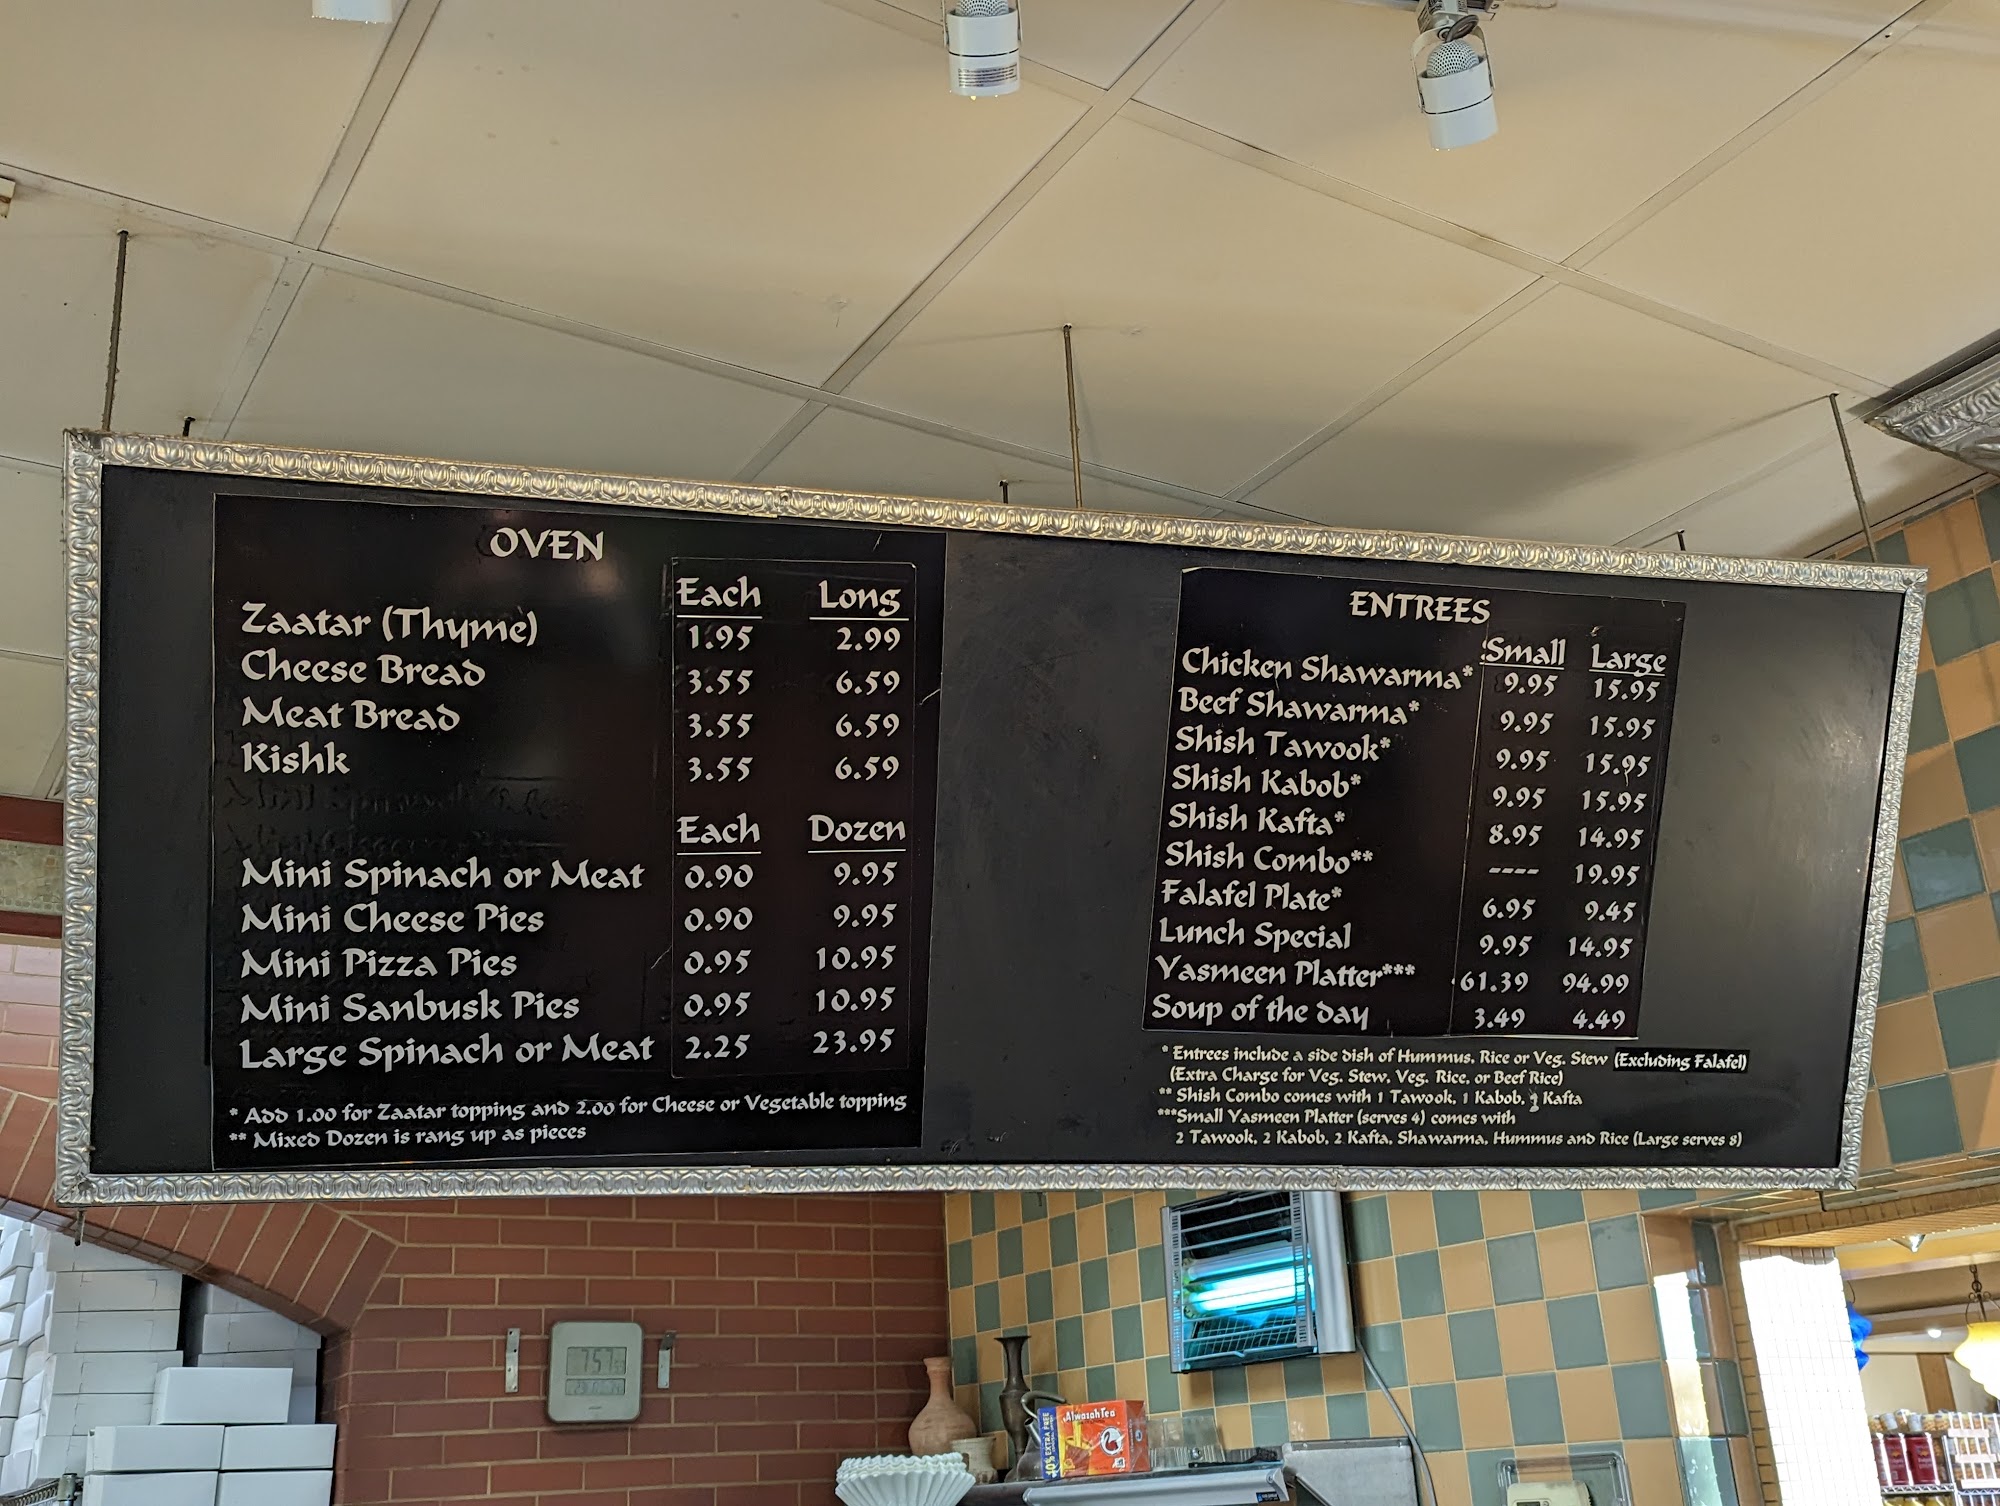 OVEN
Each Long
Zaatar (Thyme) 1.95 2.99
Cheese Bread 3.55 6.59
Meat Bread 3.55 6.59
Kishk 3.55 6.59
Each Dozen
Mini Spinach or Meat 0.90 9.95
Mini Cheese Pies 0.90 9.95
Mini Pizza Pies 0.95 10.95
Mini Sanbusk Pies 0.95 10.95
Large Spinach or Meat 2.25 23.95
* Add 1.00 for Zaatar topping and 2.00 for Cheese or Vegetable topping
** Mixed Dozen is rang up as pieces
ENTREES
Small Large
Chicken Shawarma* 9.95 15.95
Beef Shawarma* 9.95 15.95
Shish Tawook* 9.95 15.95
Shish Kabob* 9.95 15.95
Shish Kafta* 8.95 14.95
Shish Combo** ---- 19.95
Falafel Plate* 6.95 9.45
Lunch Special 9.95 14.95
Yasmeen Platter*** 61.39 94.99
Soup of the day 3.49 4.49
* Entrees include a side dish of Hummus, Rice or Veg. Stew (Excluding Falafel)
(Extra Charge for Veg. Stew, Veg. Rice, or Beef Rice)
** Shish Combo comes with 1 Tawook, 1 Kabob, Kafta
***Small Yasmeen Platter (serves 4) comes with
2 Tawook, 2 Kabob, 2 Kafta, Shawarma, Hummus and Rice (Large serves 8)
757
Alwazah Tea
EXTRA FREE